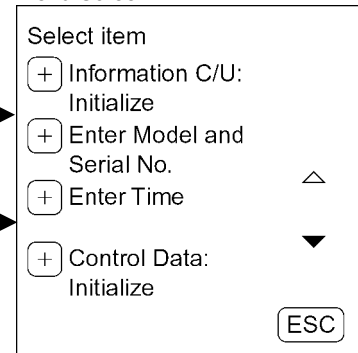 Select item
+ Information C/U:
Initialize
+ Enter Model and
Serial No.
+ Enter Time
+ Control Data:
Initialize
ESC